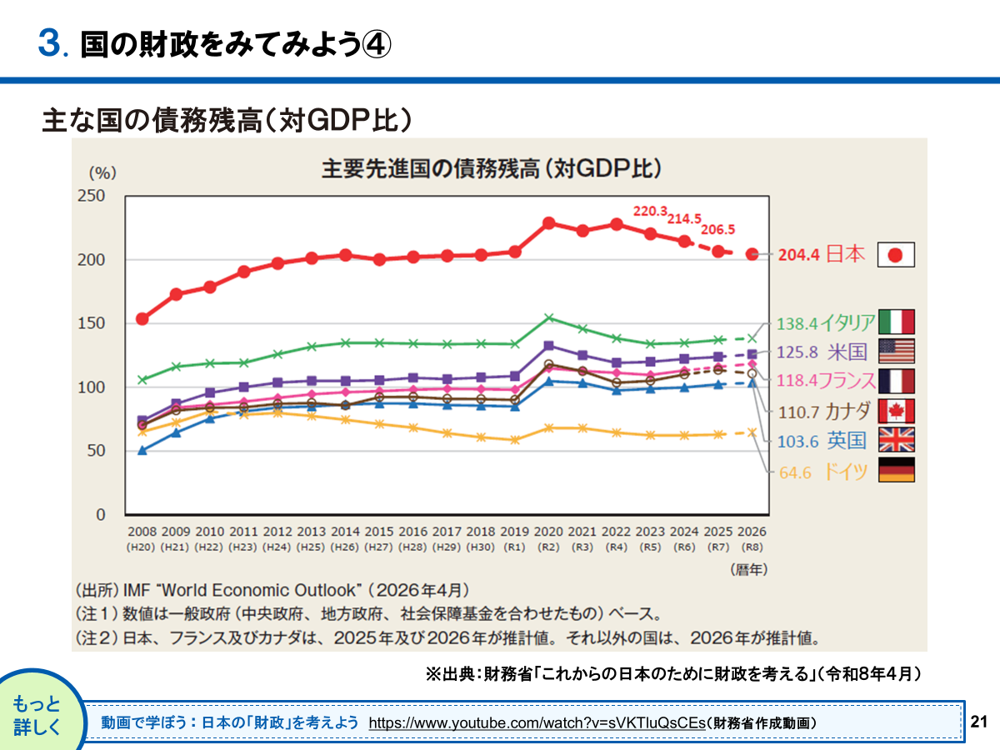 3. 国の財政をみてみよう④
主な国の債務残高(対GDP比)
主要先進国の債務残高(対GDP比)
(%)
250
200
150
100
50
0
220.3
214.5
206.5
204.4 日本
138.4 イタリア
125.8 米国
118.4 フランス
110.7 カナダ
103.6 英国
64.6 ドイツ
2008 2009 2010 2011 2012 2013 2014 2015 2016 2017 2018 2019 2020 2021 2022 2023 2024 2025 2026
(H20) (H21) (H22) (H23) (H24) (H25) (H26) (H27) (H28) (H29) (H30) (R1) (R2) (R3) (R4) (R5) (R6) (R7) (R8)
(暦年)
(出所) IMF “World Economic Outlook” (2026年4月)
(注1) 数値は一般政府(中央政府、地方政府、社会保障基金を合わせたもの)ベース。
(注2) 日本、フランス及びカナダは、2025年及び2026年が推計値。それ以外の国は、2026年が推計値。
※出典:財務省「これからの日本のために財政を考える」(令和8年4月)
もっと
詳しく
動画で学ぼう:日本の「財政」を考えよう https://www.youtube.com/watch?v=sVKTluQsCEs(財務省作成動画)
21